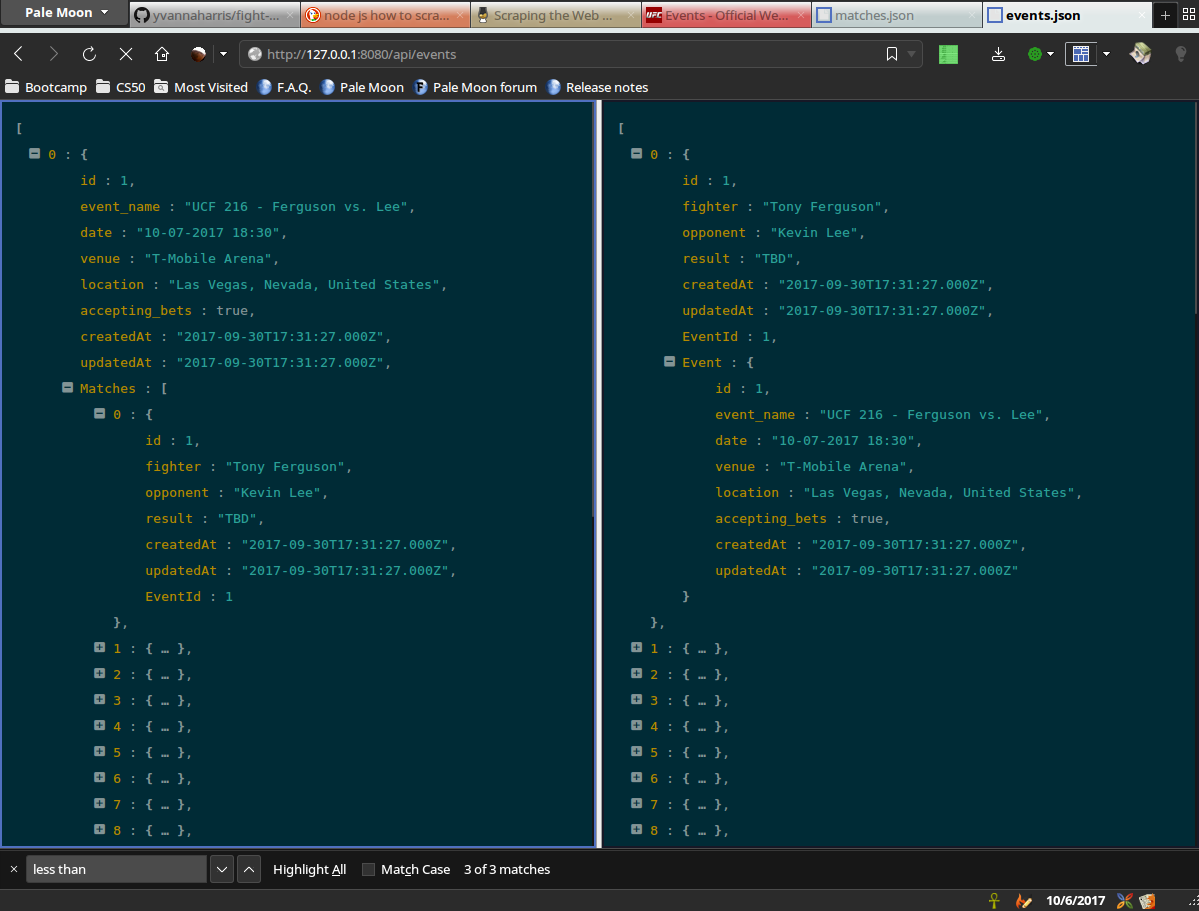 Pale Moon
yvannaharris/fight-...
node js how to scra...
Scraping the Web ...
UFC Events - Official We...
matches.json
events.json
http://127.0.0.1:8080/api/events
Bootcamp CS50 Most Visited F.A.Q. Pale Moon Pale Moon forum Release notes
[
0 : {
id : 1,
event_name : "UCF 216 - Ferguson vs. Lee",
date : "10-07-2017 18:30",
venue : "T-Mobile Arena",
location : "Las Vegas, Nevada, United States",
accepting_bets : true,
createdAt : "2017-09-30T17:31:27.000Z",
updatedAt : "2017-09-30T17:31:27.000Z",
Matches : [
0 : {
id : 1,
fighter : "Tony Ferguson",
opponent : "Kevin Lee",
result : "TBD",
createdAt : "2017-09-30T17:31:27.000Z",
updatedAt : "2017-09-30T17:31:27.000Z",
EventId : 1
},
1 : { … },
2 : { … },
3 : { … },
4 : { … },
5 : { … },
6 : { … },
7 : { … },
8 : { … },
[
0 : {
id : 1,
fighter : "Tony Ferguson",
opponent : "Kevin Lee",
result : "TBD",
createdAt : "2017-09-30T17:31:27.000Z",
updatedAt : "2017-09-30T17:31:27.000Z",
EventId : 1,
Event : {
id : 1,
event_name : "UCF 216 - Ferguson vs. Lee",
date : "10-07-2017 18:30",
venue : "T-Mobile Arena",
location : "Las Vegas, Nevada, United States",
accepting_bets : true,
createdAt : "2017-09-30T17:31:27.000Z",
updatedAt : "2017-09-30T17:31:27.000Z"
}
},
1 : { … },
2 : { … },
3 : { … },
4 : { … },
5 : { … },
6 : { … },
7 : { … },
8 : { … },
less than Highlight All Match Case 3 of 3 matches
10/6/2017